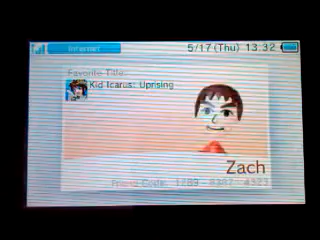 Internet
5/17 (Thu) 13:32
Favorite Title:
Kid Icarus: Uprising
Zach
Friend Code: